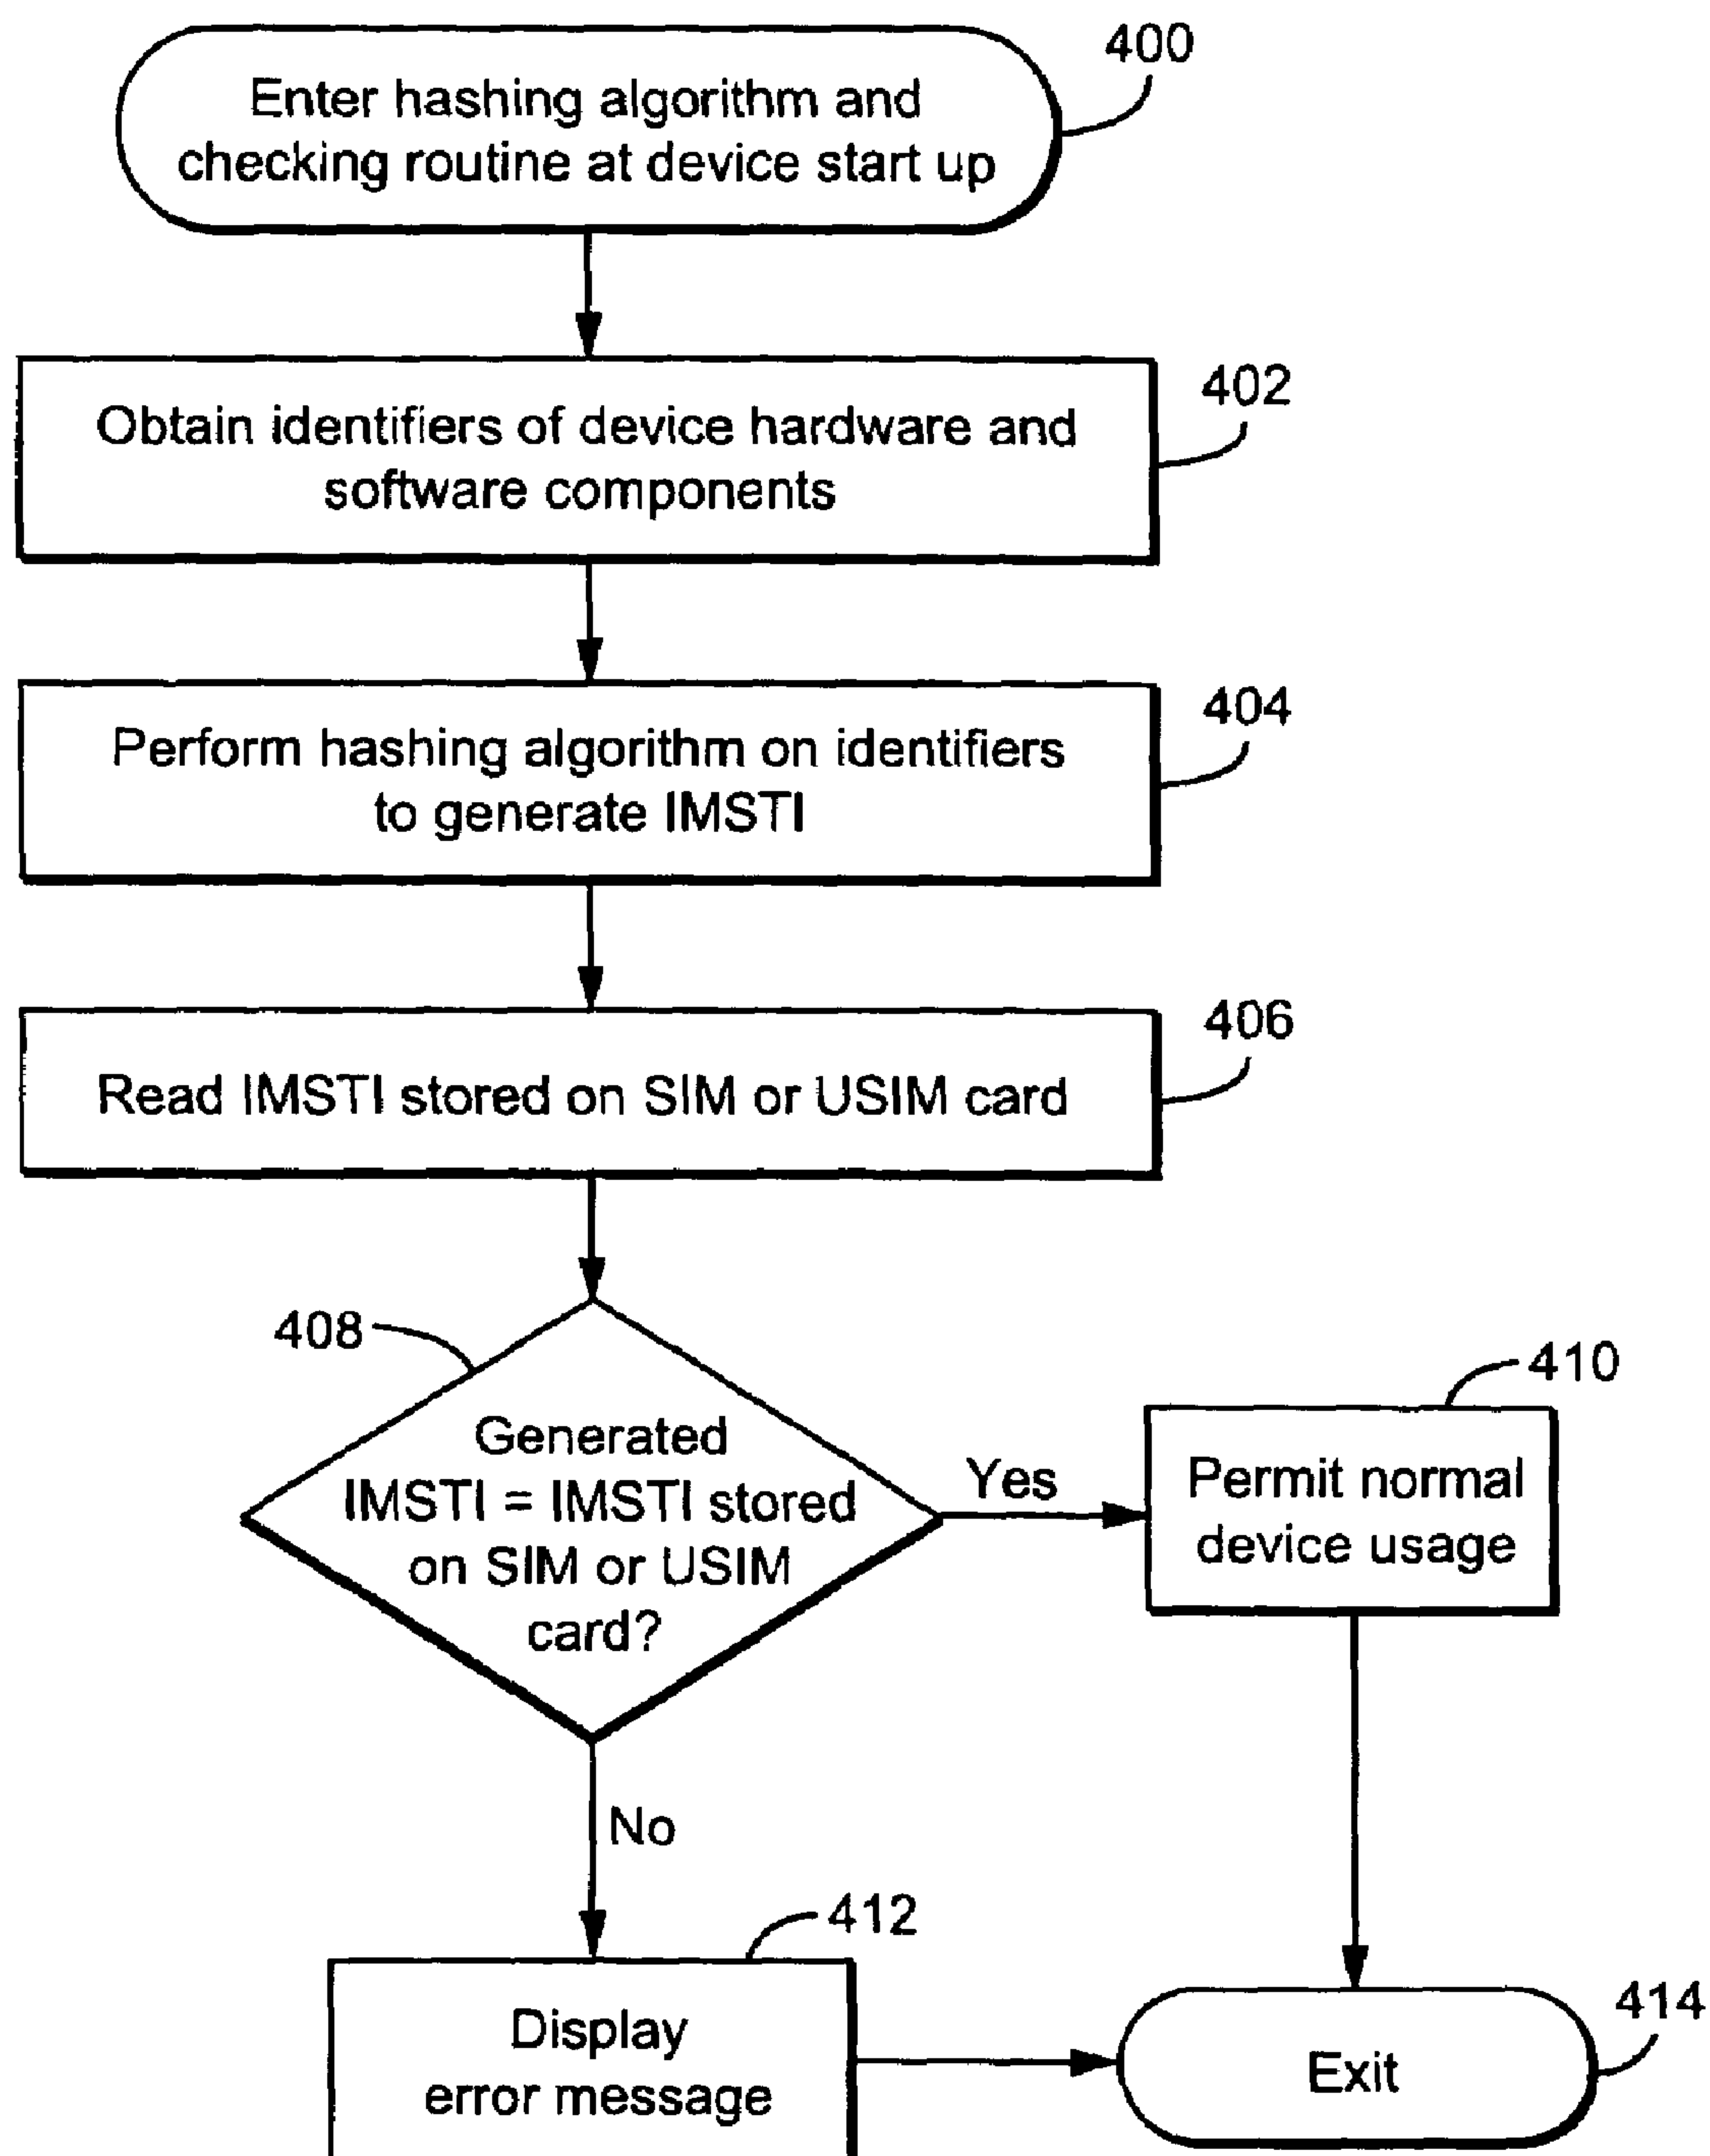 400
Enter hashing algorithm and
checking routine at device start up
402
Obtain identifiers of device hardware and
software components
404
Perform hashing algorithm on identifiers
to generate IMSTI
406
Read IMSTI stored on SIM or USIM card
408
Generated
IMSTI = IMSTI stored
on SIM or USIM
card?
Yes
410
Permit normal
device usage
No
412
Display
error message
414
Exit